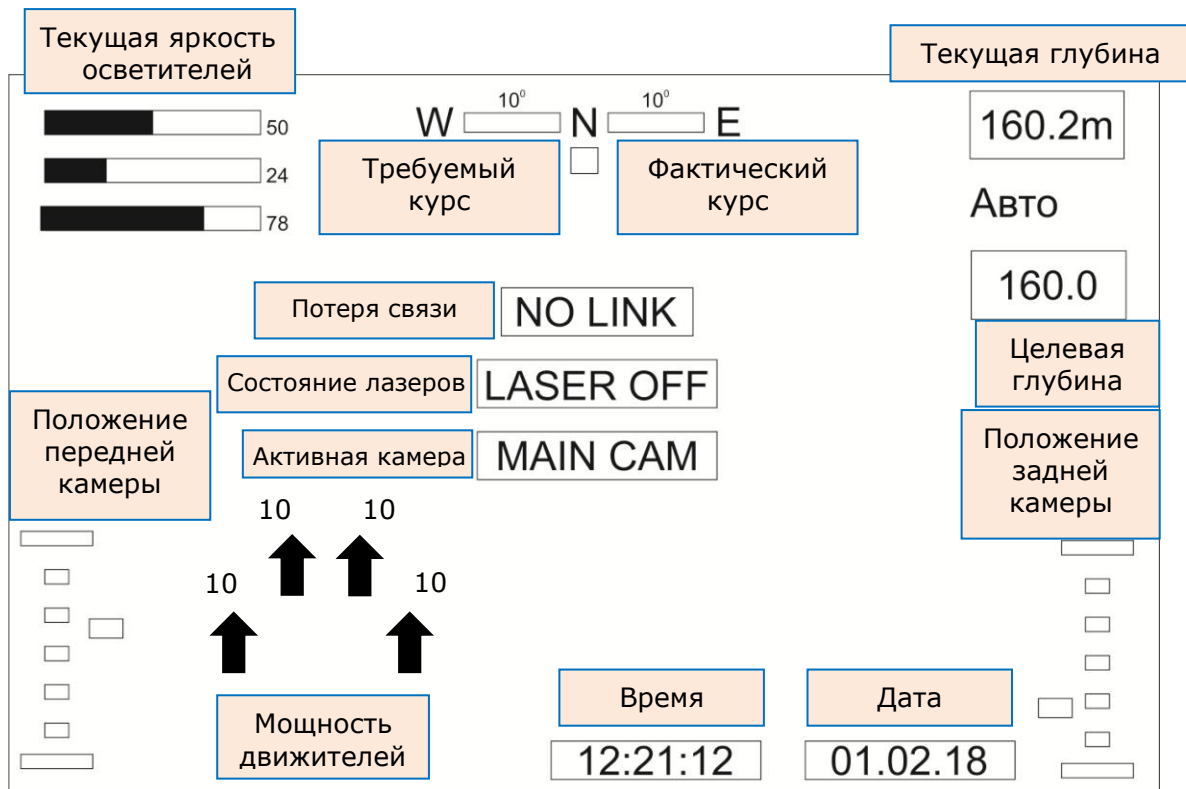 Текущая яркость
осветителей
Текущая глубина
50
24
78
W 10⁰ N 10⁰ E
Требуемый
курс
Фактический
курс
160.2m
Авто
160.0
Целевая
глубина
Потеря связи
NO LINK
Состояние лазеров
LASER OFF
Активная камера
MAIN CAM
Положение
передней
камеры
Положение
задней
камеры
10 10
10 10
Мощность
движителей
Время
12:21:12
Дата
01.02.18